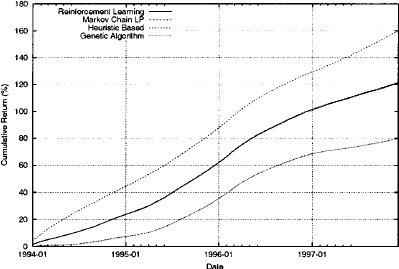 180
160
140
120
100
80
60
40
20
0
Cumulative Return (%)
Reinforcement Learning
Markov Chain LP
Heuristic Based
Genetic Algorithm
1994-01
1995-01
1996-01
1997-01
Date